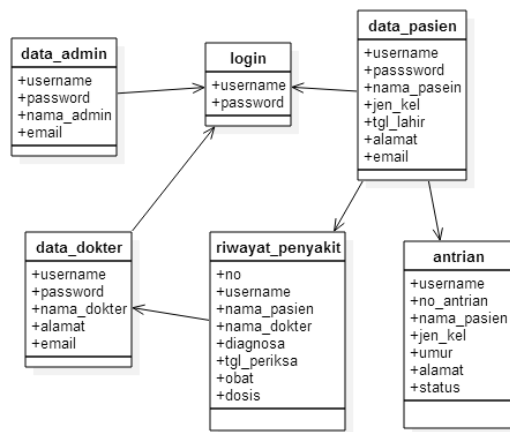 data_admin
+username
+password
+nama_admin
+email
login
+username
+password
data_pasien
+username
+passsword
+nama_pasein
+jen_kel
+tgl_lahir
+alamat
+email
data_dokter
+username
+password
+nama_dokter
+alamat
+email
riwayat_penyakit
+no
+username
+nama_pasien
+nama_dokter
+diagnosa
+tgl_periksa
+obat
+dosis
antrian
+username
+no_antrian
+nama_pasien
+jen_kel
+umur
+alamat
+status